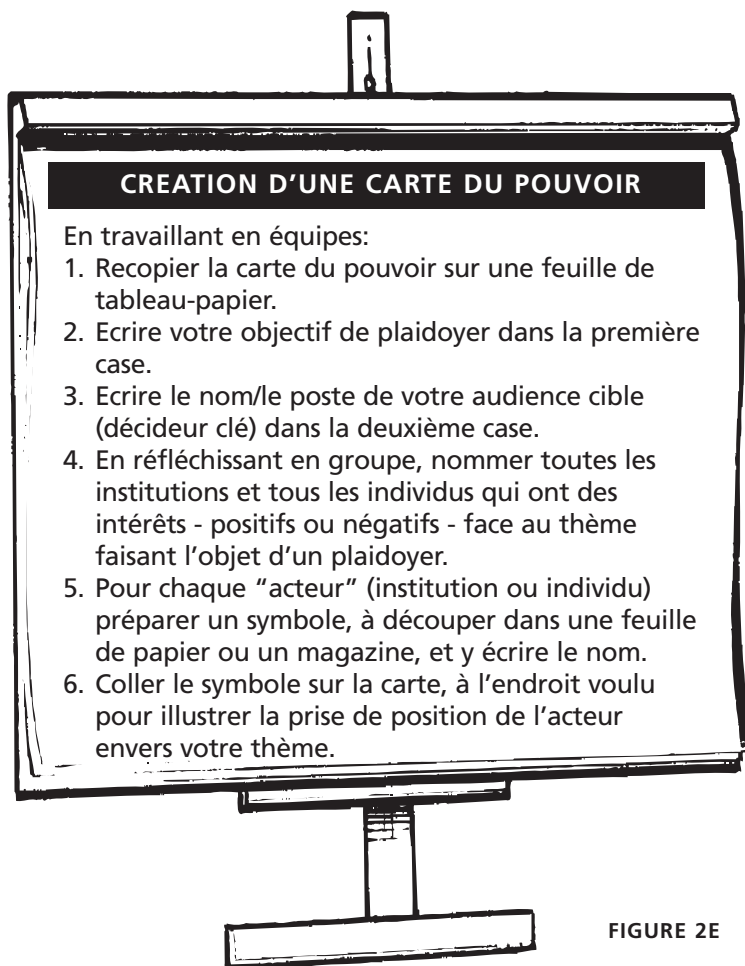 CREATION D’UNE CARTE DU POUVOIR
En travaillant en équipes:
1. Recopier la carte du pouvoir sur une feuille de
tableau-papier.
2. Ecrire votre objectif de plaidoyer dans la première
case.
3. Ecrire le nom/le poste de votre audience cible
(décideur clé) dans la deuxième case.
4. En réfléchissant en groupe, nommer toutes les
institutions et tous les individus qui ont des
intérêts - positifs ou négatifs - face au thème
faisant l’objet d’un plaidoyer.
5. Pour chaque “acteur” (institution ou individu)
préparer un symbole, à découper dans une feuille
de papier ou un magazine, et y écrire le nom.
6. Coller le symbole sur la carte, à l’endroit voulu
pour illustrer la prise de position de l’acteur
envers votre thème.
FIGURE 2E